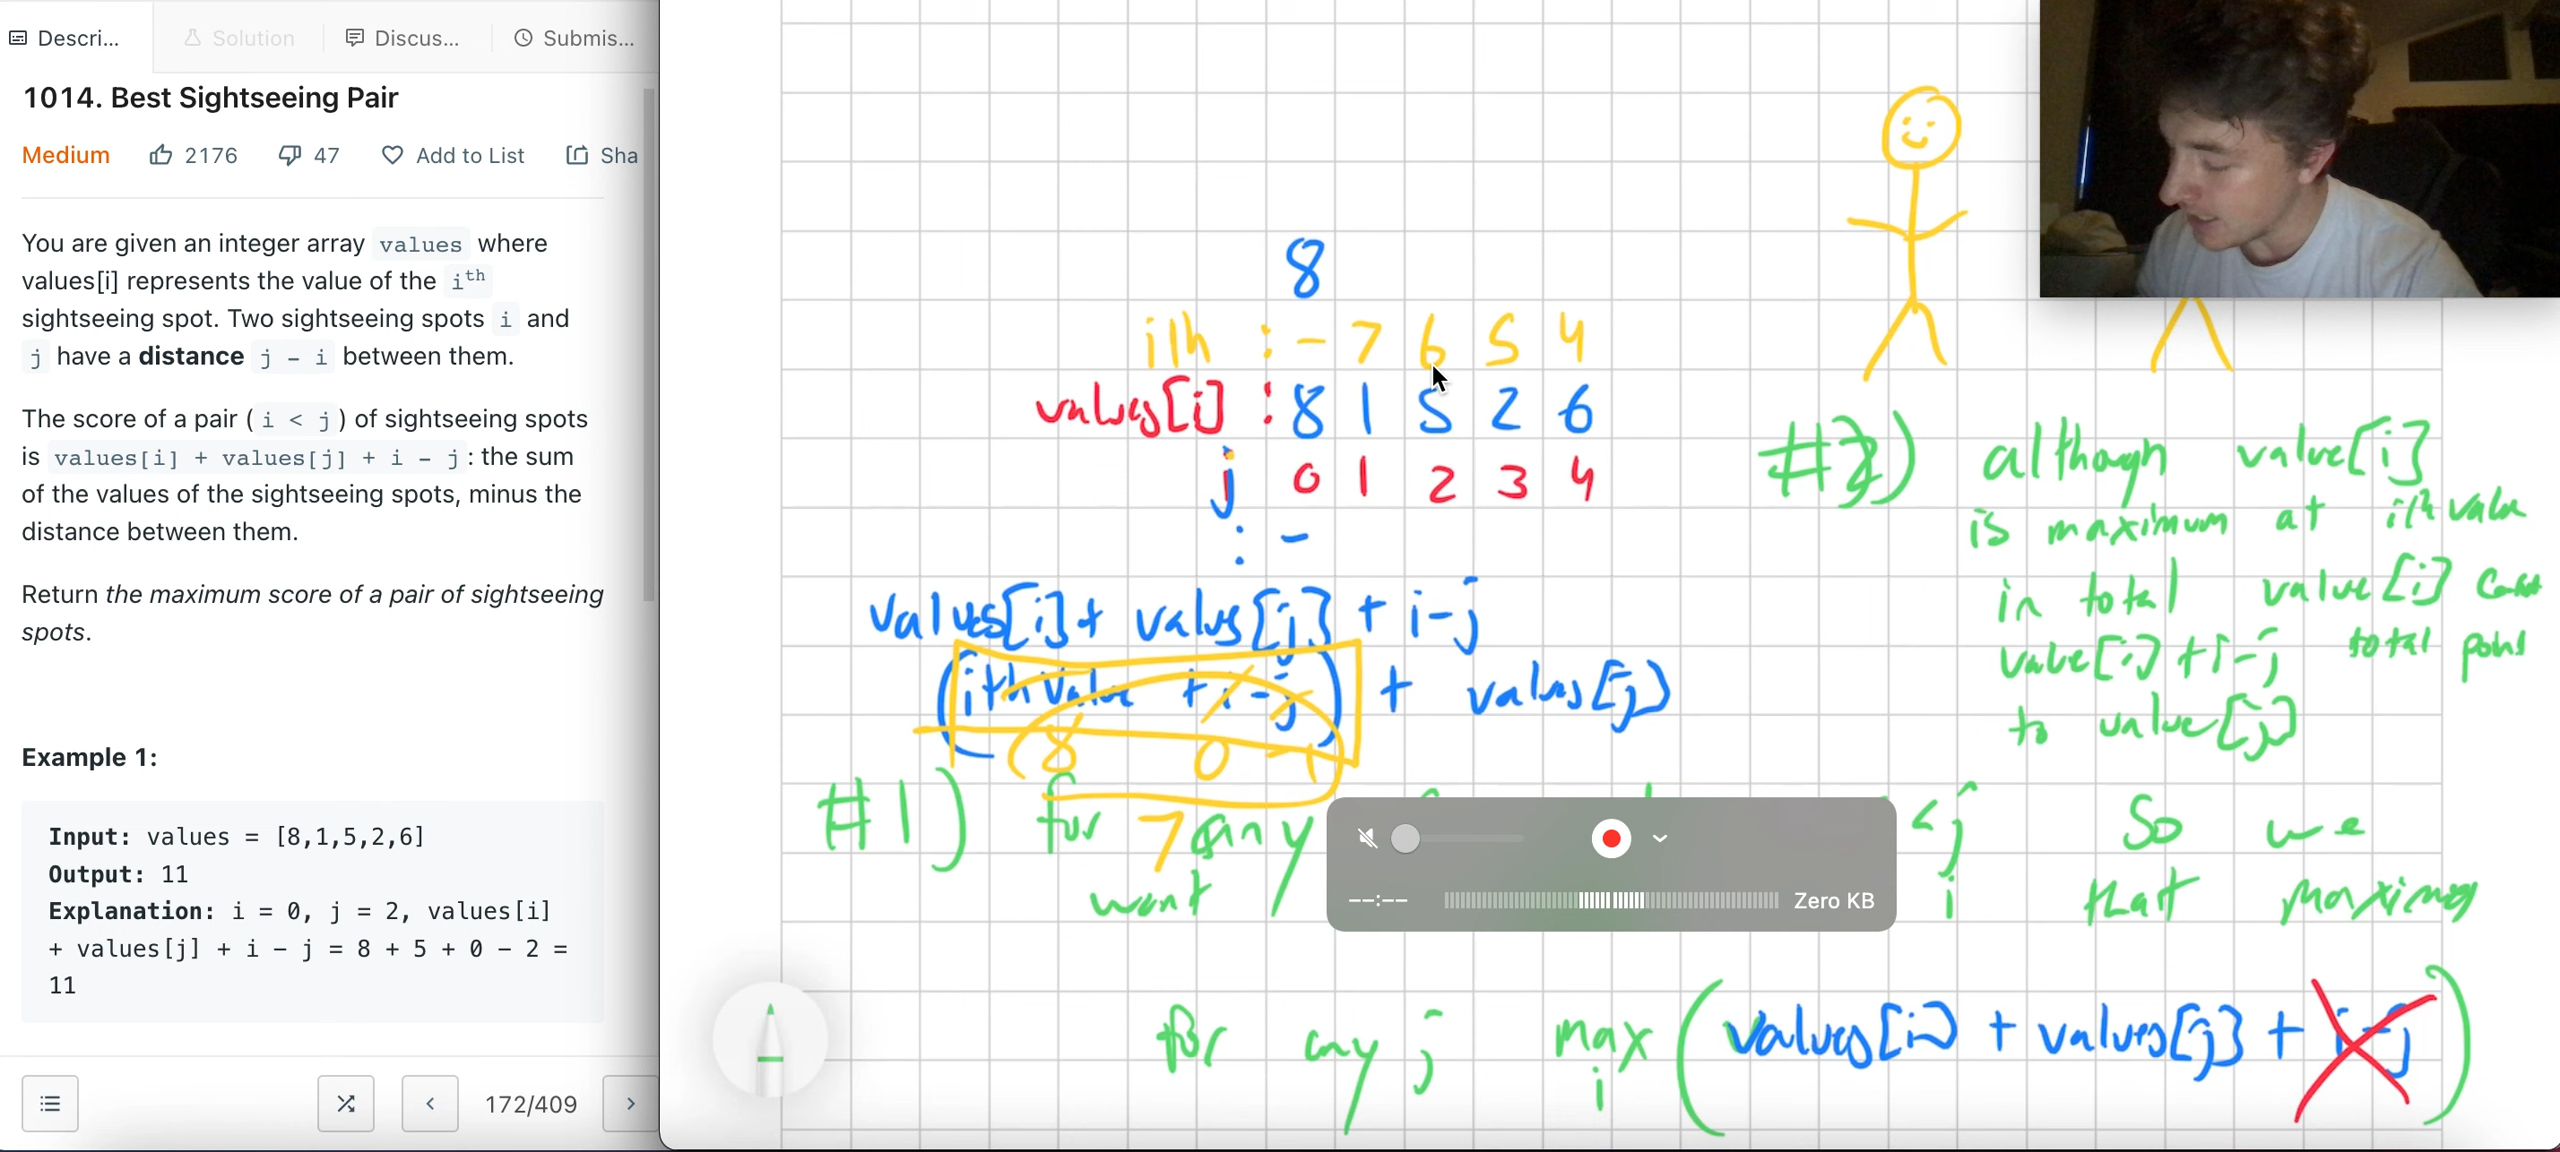 Descri...
Solution
Discus...
Submis...
1014. Best Sightseeing Pair
Medium 2176 47 Add to List Sha
You are given an integer array values where
values[i] represents the value of the ith
sightseeing spot. Two sightseeing spots i and
j have a distance j - i between them.
The score of a pair (i < j) of sightseeing spots
is values[i] + values[j] + i - j: the sum
of the values of the sightseeing spots, minus the
distance between them.
Return the maximum score of a pair of sightseeing
spots.
Example 1:
Input: values = [8,1,5,2,6]
Output: 11
Explanation: i = 0, j = 2, values[i]
+ values[j] + i - j = 8 + 5 + 0 - 2 =
11
172/409
8
ith : - 7 6 5 4
values[i] : 8 1 5 2 6
j 0 1 2 3 4
: -
values[i] + values[j] + i-j
(ith value + i-j) + values[j]
(8 0 -1
7
#1) for any
<j So we
want
i that
for any j max (values[i] + values[j] + i-j)
i
although value[i]
is maximum at ith value
in total value[i]
value[i]+i-j total
to value[j]
--:-- Zero KB